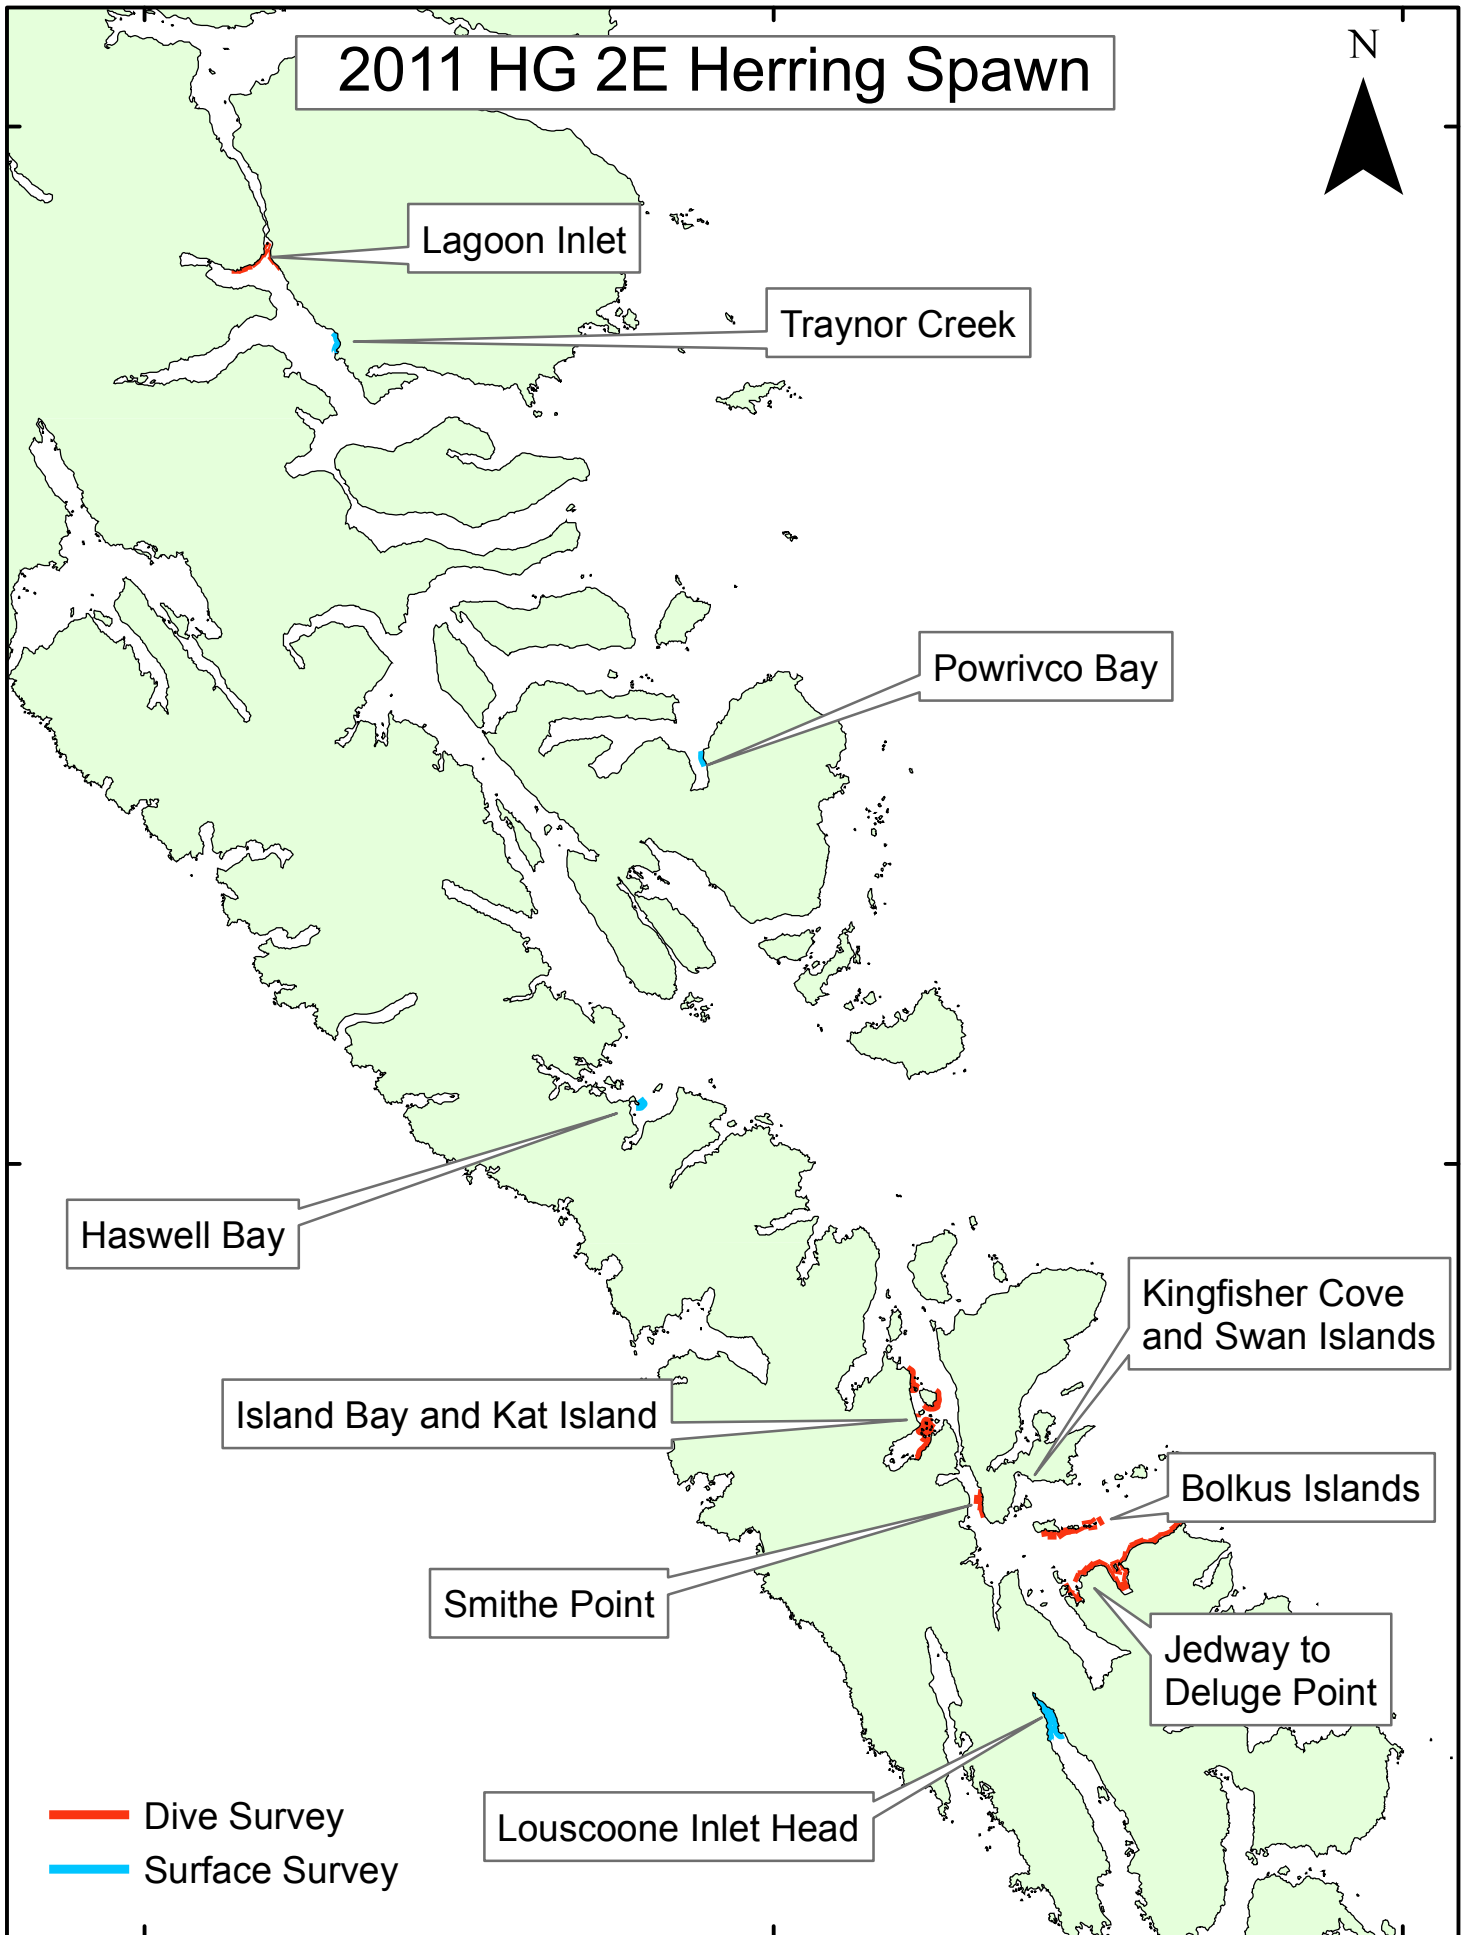 2011 HG 2E Herring Spawn
N
Lagoon Inlet
Traynor Creek
Powrivco Bay
Haswell Bay
Kingfisher Cove
and Swan Islands
Island Bay and Kat Island
Bolkus Islands
Smithe Point
Jedway to
Deluge Point
Louscoone Inlet Head
Dive Survey
Surface Survey